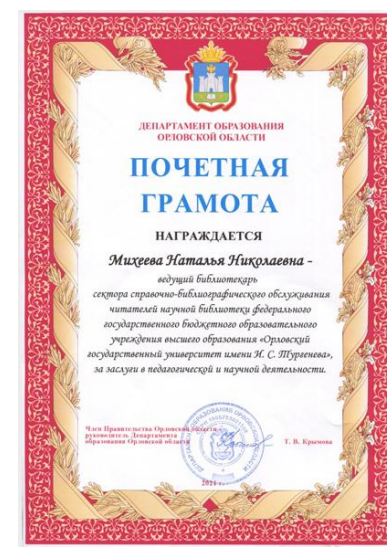 ДЕПАРТАМЕНТ ОБРАЗОВАНИЯ
ОРЛОВСКОЙ ОБЛАСТИ
ПОЧЕТНАЯ
ГРАМОТА
НАГРАЖДАЕТСЯ
Михеева Наталья Николаевна -
ведущий библиотекарь
сектора справочно-библиографического обслуживания
читателей научной библиотеки федерального
государственного бюджетного образовательного
учреждения высшего образования «Орловский
государственный университет имени И. С. Тургенева»,
за заслуги в педагогической и научной деятельности.
Член Правительства Орловской области -
руководитель Департамента
образования Орловской области
Т. В. Крымова
2021 г.